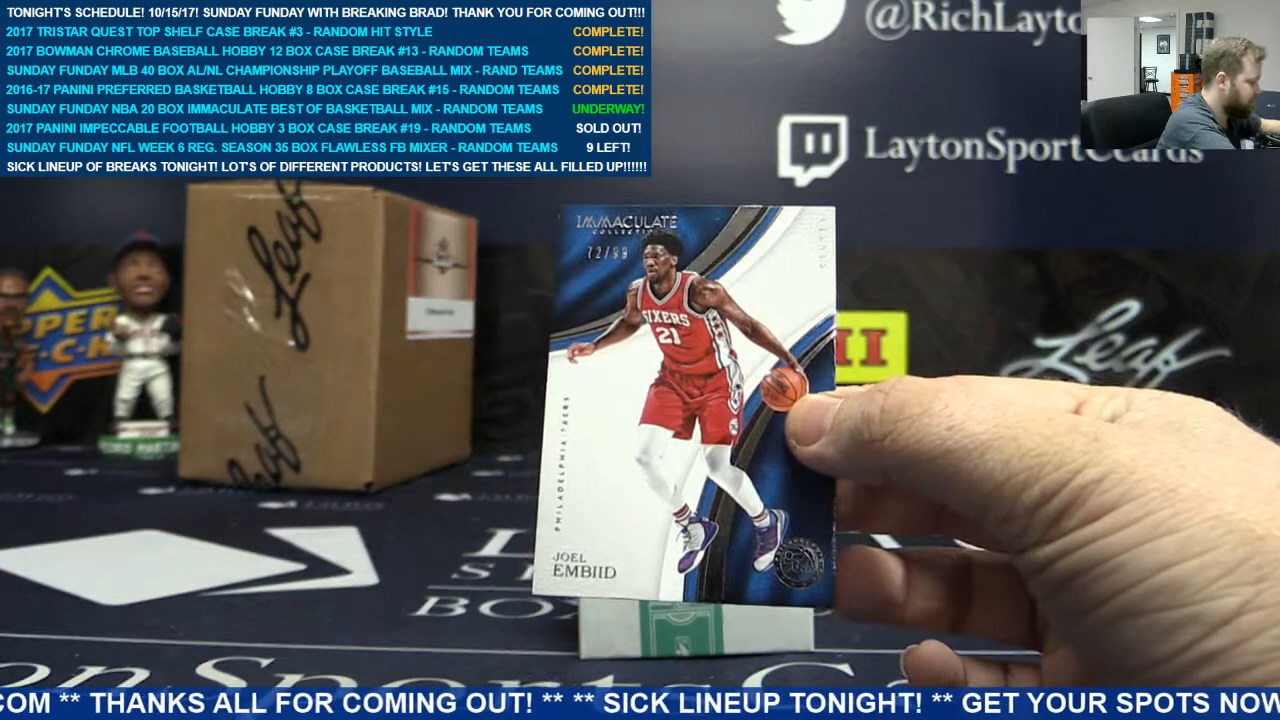 TONIGHT'S SCHEDULE! 10/15/17! SUNDAY FUNDAY WITH BREAKING BRAD! THANK YOU FOR COMING OUT!!!
2017 TRISTAR QUEST TOP SHELF CASE BREAK #3 - RANDOM HIT STYLE COMPLETE!
2017 BOWMAN CHROME BASEBALL HOBBY 12 BOX CASE BREAK #13 - RANDOM TEAMS COMPLETE!
SUNDAY FUNDAY MLB 40 BOX AL/NL CHAMPIONSHIP PLAYOFF BASEBALL MIX - RAND TEAMS COMPLETE!
2016-17 PANINI PREFERRED BASKETBALL HOBBY 8 BOX CASE BREAK #15 - RANDOM TEAMS COMPLETE!
SUNDAY FUNDAY NBA 20 BOX IMMACULATE BEST OF BASKETBALL MIX - RANDOM TEAMS UNDERWAY!
2017 PANINI IMPECCABLE FOOTBALL HOBBY 3 BOX CASE BREAK #19 - RANDOM TEAMS SOLD OUT!
SUNDAY FUNDAY NFL WEEK 6 REG. SEASON 35 BOX FLAWLESS FB MIXER - RANDOM TEAMS 9 LEFT!
SICK LINEUP OF BREAKS TONIGHT! LOT'S OF DIFFERENT PRODUCTS! LET'S GET THESE ALL FILLED UP!!!!!!
@RichLayto
LaytonSportsCards
Leaf
Leaf
Leaf
IMMACULATE
COLLECTION
72/99
SIXERS
21
PHILADELPHIA 76ERS
JOEL
EMBIID
COM ** THANKS ALL FOR COMING OUT! ** ** SICK LINEUP TONIGHT! ** GET YOUR SPOTS NOW